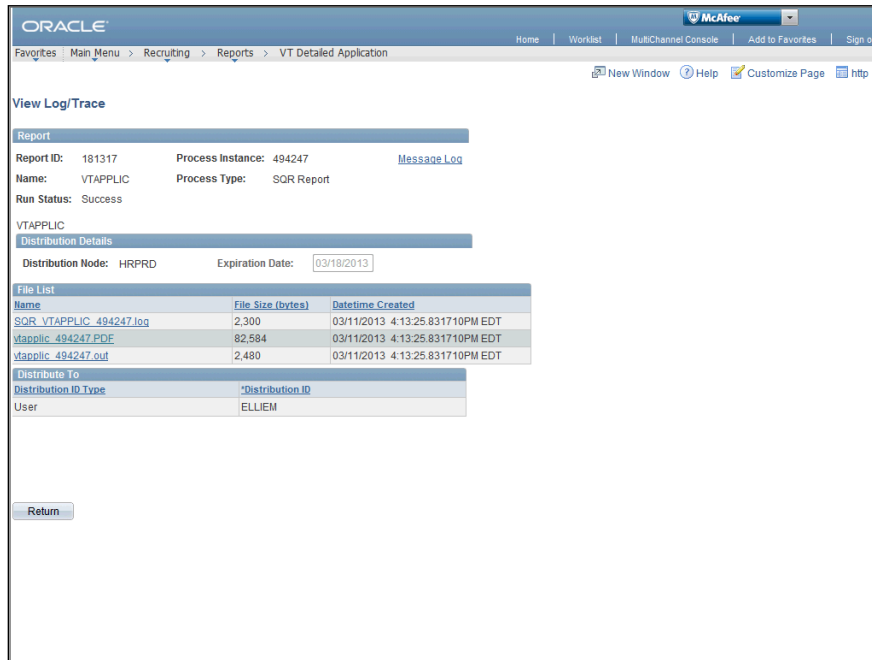 McAfee
ORACLE
Home | Worklist | MultiChannel Console | Add to Favorites | Sign o
Favorites Main Menu > Recruiting > Reports > VT Detailed Application
New Window ? Help Customize Page http
View Log/Trace
Report
Report ID: 181317 Process Instance: 494247 Message Log
Name: VTAPPLIC Process Type: SQR Report
Run Status: Success
VTAPPLIC
Distribution Details
Distribution Node: HRPRD Expiration Date: 03/18/2013
File List
Name File Size (bytes) Datetime Created
SQR_VTAPPLIC_494247.log 2,300 03/11/2013 4:13:25.831710PM EDT
vtapplic_494247.PDF 82,584 03/11/2013 4:13:25.831710PM EDT
vtapplic_494247.out 2,480 03/11/2013 4:13:25.831710PM EDT
Distribute To
Distribution ID Type *Distribution ID
User ELLIEM
Return